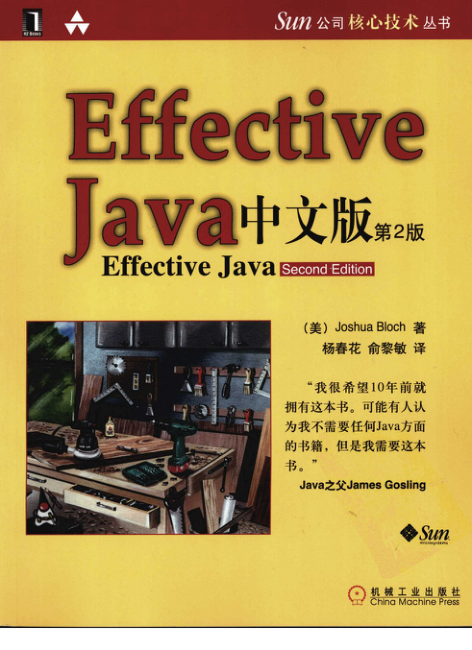 Sun 公司核心技术丛书
Effective
Java中文版 第2版
Effective Java Second Edition
（美）Joshua Bloch 著
杨春花 俞黎敏 译
“我很希望10年前就
拥有这本书。可能有人认
为我不需要任何Java方面
的书籍，但是我需要这本
书。”
Java之父James Gosling
Sun
机械工业出版社
China Machine Press